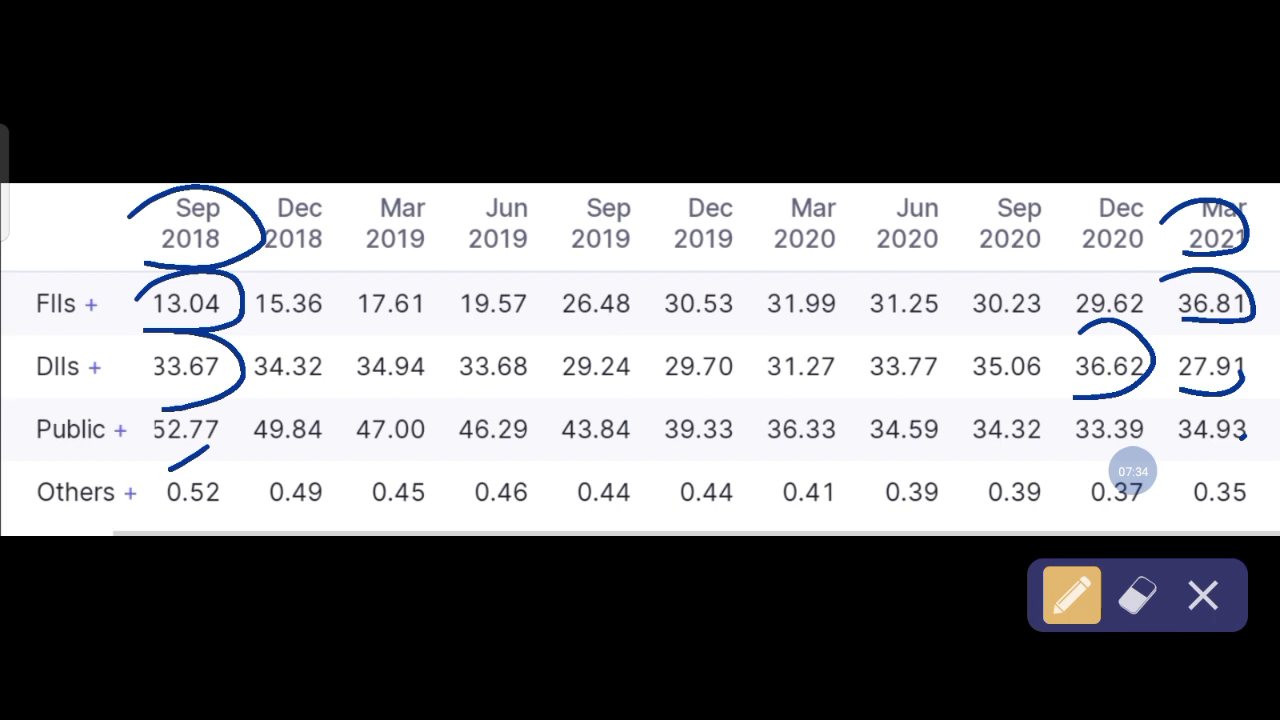 Sep Dec Mar Jun Sep Dec Mar Jun Sep Dec Mar
2018 2018 2019 2019 2019 2019 2020 2020 2020 2020 2021
FIIs + 13.04 15.36 17.61 19.57 26.48 30.53 31.99 31.25 30.23 29.62 36.81
DIIs + 33.67 34.32 34.94 33.68 29.24 29.70 31.27 33.77 35.06 36.62 27.91
Public + 52.77 49.84 47.00 46.29 43.84 39.33 36.33 34.59 34.32 33.39 34.93
Others + 0.52 0.49 0.45 0.46 0.44 0.44 0.41 0.39 0.39 0.37 0.35
07:34